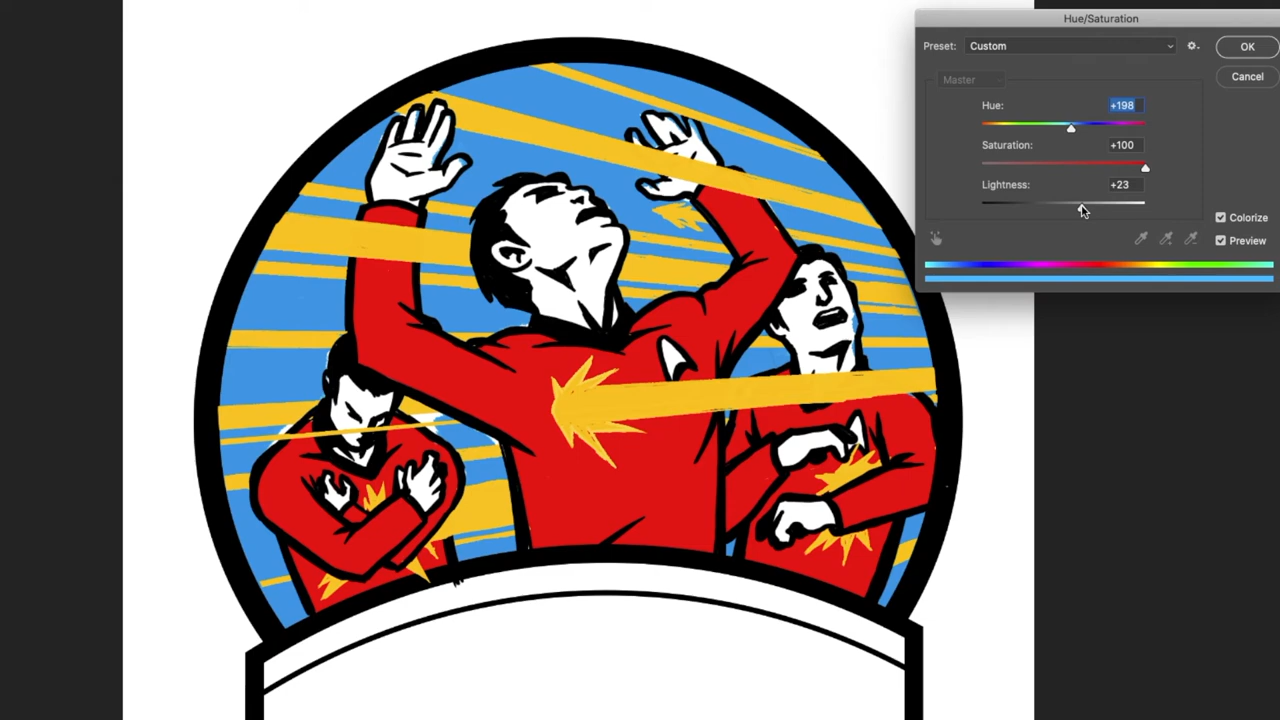 Hue/Saturation
Preset: Custom
OK
Master
Cancel
Hue: +198
Saturation: +100
Lightness: +23
Colorize
Preview